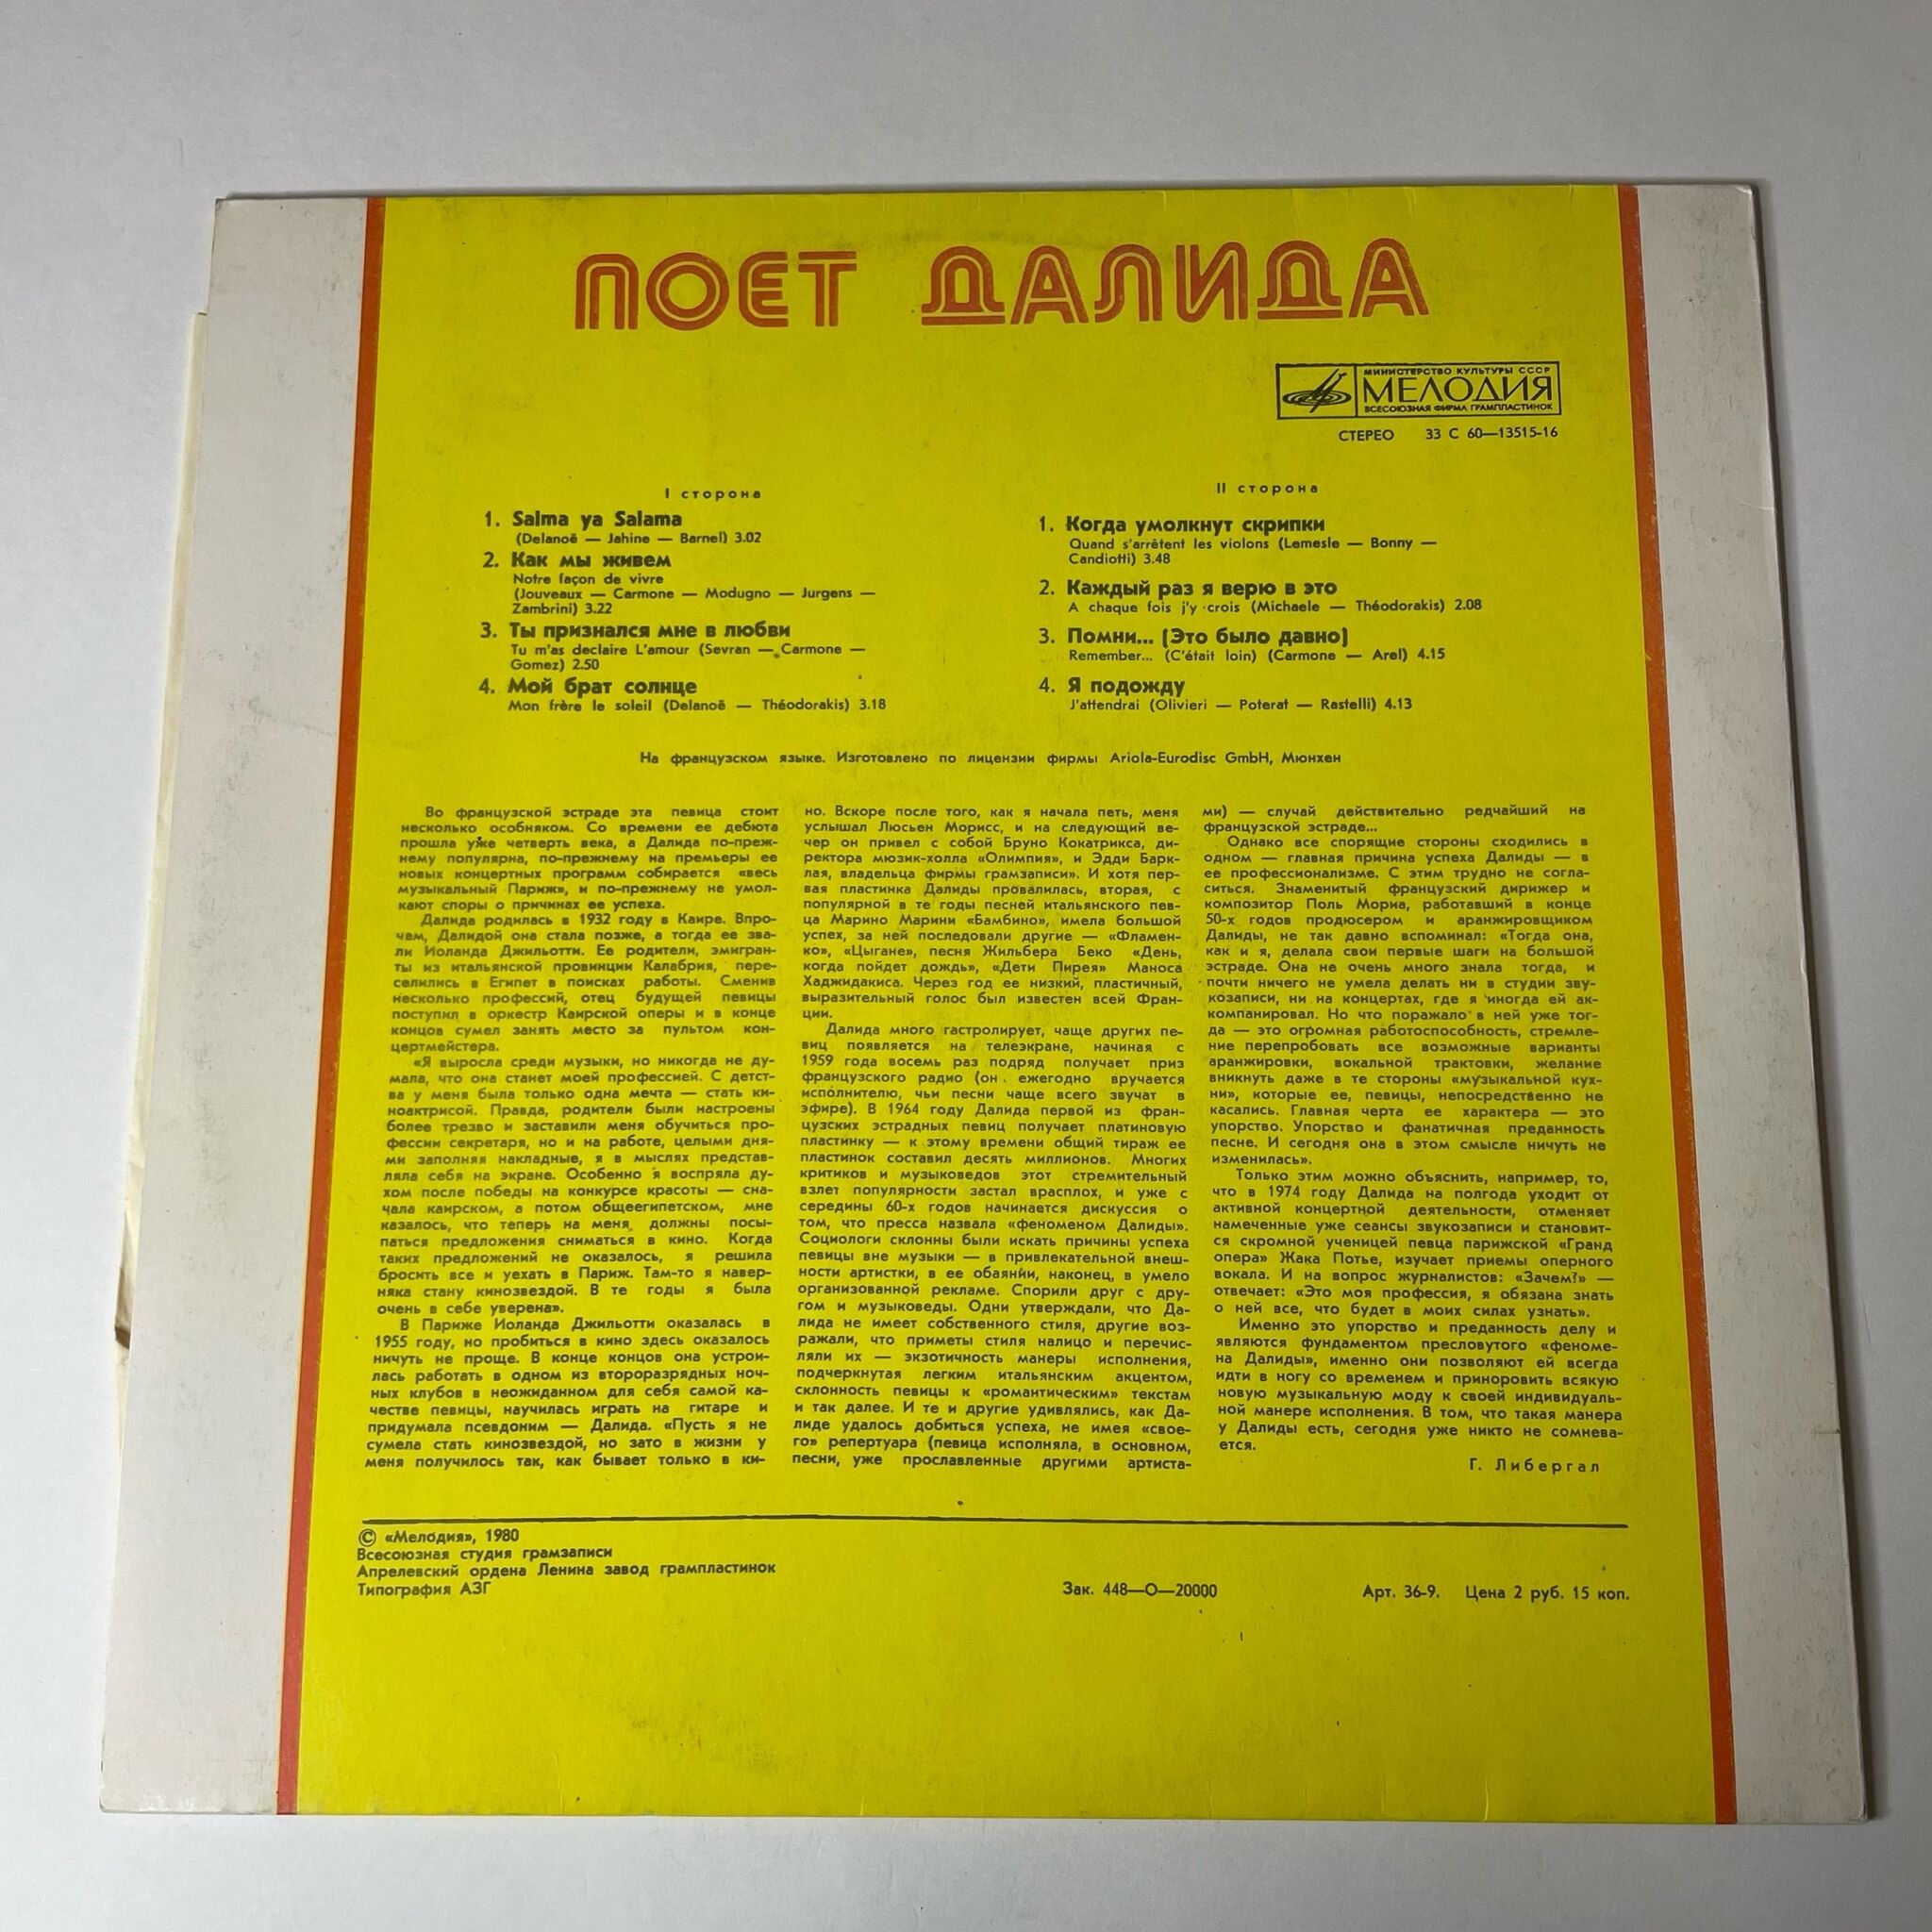 ПОЕТ ДАЛИДА
МИНИСТЕРСТВО КУЛЬТУРЫ СССР
МЕЛОДИЯ
ВСЕСОЮЗНАЯ ФИРМА ГРАМПЛАСТИНОК
СТЕРЕО 33 С 60—13515-16
I сторона
1. Salma ya Salama
(Delanoë — Jahine — Barnel) 3.02
2. Как мы живем
Notre façon de vivre
(Jouveaux — Carmone — Modugno — Jurgens —
Zambrini) 3.22
3. Ты признался мне в любви
Tu m'as declaire L'amour (Sevran — Carmone —
Gomez) 2.50
4. Мой брат солнце
Mon frère le soleil (Delanoë — Théodorakis) 3.18
II сторона
1. Когда умолкнут скрипки
Quand s'arrêtent les violons (Lemesle — Bonny —
Candiotti) 3.48
2. Каждый раз я верю в это
A chaque fois j'y crois (Michaele — Théodorakis) 2.08
3. Помни... (Это было давно)
Remember... (C'était loin) (Carmone — Arel) 4.15
4. Я подожду
J'attendrai (Olivieri — Poterat — Rastelli) 4.13
На французском языке. Изготовлено по лицензии фирмы Ariola-Eurodisc GmbH, Мюнхен
Во французской эстраде эта певица стоит
несколько особняком. Со времени ее дебюта
прошла уже четверть века, а Далида по-преж-
нему популярна, по-прежнему на премьеры ее
новых концертных программ собирается «весь
музыкальный Париж», и по-прежнему не умол-
кают споры о причинах ее успеха.
Далида родилась в 1932 году в Каире. Впро-
чем, Далидой она стала позже, а тогда ее зва-
ли Иоланда Джильотти. Ее родители, эмигран-
ты из итальянской провинции Калабрия, пере-
селились в Египет в поисках работы. Сменив
несколько профессий, отец будущей певицы
поступил в оркестр Каирской оперы и в конце
концов сумел занять место за пультом кон-
цертмейстера.
«Я выросла среди музыки, но никогда не ду-
мала, что она станет моей профессией. С детст-
ва у меня была только одна мечта — стать ки-
ноактрисой. Правда, родители были настроены
более трезво и заставили меня обучиться про-
фессии секретаря, но и на работе, целыми дня-
ми заполняя накладные, я в мыслях представ-
ляла себя на экране. Особенно я воспряла ду-
хом после победы на конкурсе красоты — сна-
чала каирском, а потом общеегипетском, мне
казалось, что теперь на меня должны посы-
паться предложения сниматься в кино. Когда
таких предложений не оказалось, я решила
бросить все и уехать в Париж. Там-то я навер-
няка стану кинозвездой. В те годы я была
очень в себе уверена».
В Париже Иоланда Джильотти оказалась в
1955 году, но пробиться в кино здесь оказалось
ничуть не проще. В конце концов она устрои-
лась работать в одном из второразрядных ноч-
ных клубов в неожиданном для себя самой ка-
честве певицы, научилась играть на гитаре и
придумала псевдоним — Далида. «Пусть я не
сумела стать кинозвездой, но зато в жизни у
меня получилось так, как бывает только в ки-
но. Вскоре после того, как я начала петь, меня
услышал Люсьен Морисс, и на следующий ве-
чер он привел с собой Бруно Кокатрикса, ди-
ректора мюзик-холла «Олимпия», и Эдди Барк-
лая, владельца фирмы грамзаписи». И хотя пер-
вая пластинка Далиды провалилась, вторая, с
популярной в те годы песней итальянского пев-
ца Марино Марини «Бамбино», имела большой
успех, за ней последовали другие — «Фламен-
ко», «Цыгане», песня Жильбера Беко «День,
когда пойдет дождь», «Дети Пирея» Маноса
Хаджидакиса. Через год ее низкий, пластичный,
выразительный голос был известен всей Фран-
ции.
Далида много гастролирует, чаще других пе-
виц появляется на телеэкране, начиная с
1959 года восемь раз подряд получает приз
французского радио (он ежегодно вручается
исполнителю, чьи песни чаще всего звучат в
эфире). В 1964 году Далида первой из фран-
цузских эстрадных певиц получает платиновую
пластинку — к этому времени общий тираж ее
пластинок составил десять миллионов. Многих
критиков и музыковедов этот стремительный
взлет популярности застал врасплох, и уже с
середины 60-х годов начинается дискуссия о
том, что пресса назвала «феноменом Далиды».
Социологи склонны были искать причины успеха
певицы вне музыки — в привлекательной внеш-
ности артистки, в ее обаянии, наконец, в умело
организованной рекламе. Спорили друг с дру-
гом и музыковеды. Одни утверждали, что Да-
лида не имеет собственного стиля, другие воз-
ражали, что приметы стиля налицо и перечис-
ляли их — экзотичность манеры исполнения,
подчеркнутая легким итальянским акцентом,
склонность певицы к «романтическим» текстам
и так далее. И те и другие удивлялись, как Да-
лиде удалось добиться успеха, не имея «свое-
го» репертуара (певица исполняла, в основном,
песни, уже прославленные другими артиста-
ми) — случай действительно редчайший на
французской эстраде...
Однако все спорящие стороны сходились в
одном — главная причина успеха Далиды — в
ее профессионализме. С этим трудно не согла-
ситься. Знаменитый французский дирижер и
композитор Поль Мориа, работавший в конце
50-х годов продюсером и аранжировщиком
Далиды, не так давно вспоминал: «Тогда она,
как и я, делала свои первые шаги на большой
эстраде. Она не очень много знала тогда, и
почти ничего не умела делать ни в студии зву-
козаписи, ни на концертах, где я иногда ей ак-
компанировал. Но что поражало в ней уже тог-
да — это огромная работоспособность, стремле-
ние перепробовать все возможные варианты
аранжировки, вокальной трактовки, желание
вникнуть даже в те стороны «музыкальной кух-
ни», которые ее, певицы, непосредственно не
касались. Главная черта ее характера — это
упорство. Упорство и фанатичная преданность
песне. И сегодня она в этом смысле ничуть не
изменилась».
Только этим можно объяснить, например, то,
что в 1974 году Далида на полгода уходит от
активной концертной деятельности, отменяет
намеченные уже сеансы звукозаписи и становит-
ся скромной ученицей певца парижской «Гранд
опера» Жака Потье, изучает приемы оперного
вокала. И на вопрос журналистов: «Зачем?» —
отвечает: «Это моя профессия, я обязана знать
о ней все, что будет в моих силах узнать».
Именно это упорство и преданность делу и
являются фундаментом пресловутого «феноме-
на Далиды», именно они позволяют ей всегда
идти в ногу со временем и приноровить всякую
новую музыкальную моду к своей индивидуаль-
ной манере исполнения. В том, что такая манера
у Далиды есть, сегодня уже никто не сомнева-
ется.
Г. Либергал
© «Мелодия», 1980
Всесоюзная студия грамзаписи
Апрелевский ордена Ленина завод грампластинок
Типография АЗГ
Зак. 448—О—20000
Арт. 36-9. Цена 2 руб. 15 коп.